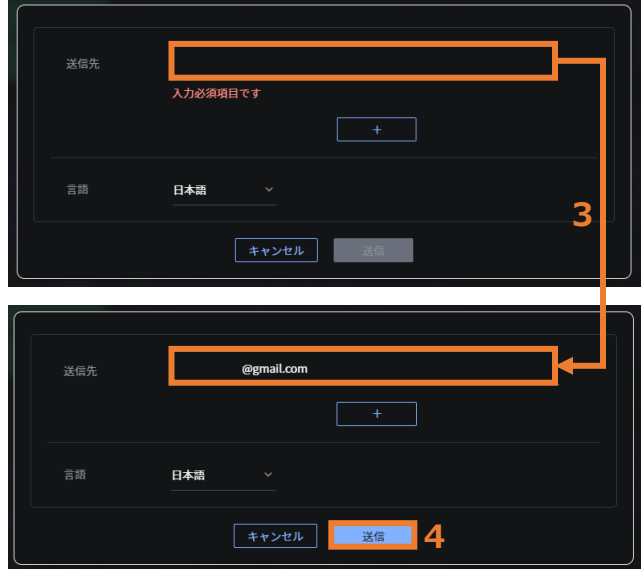 送信先
入力必須項目です
+
言語 日本語
3
キャンセル 送信
送信先 @gmail.com
+
言語 日本語
キャンセル 送信 4